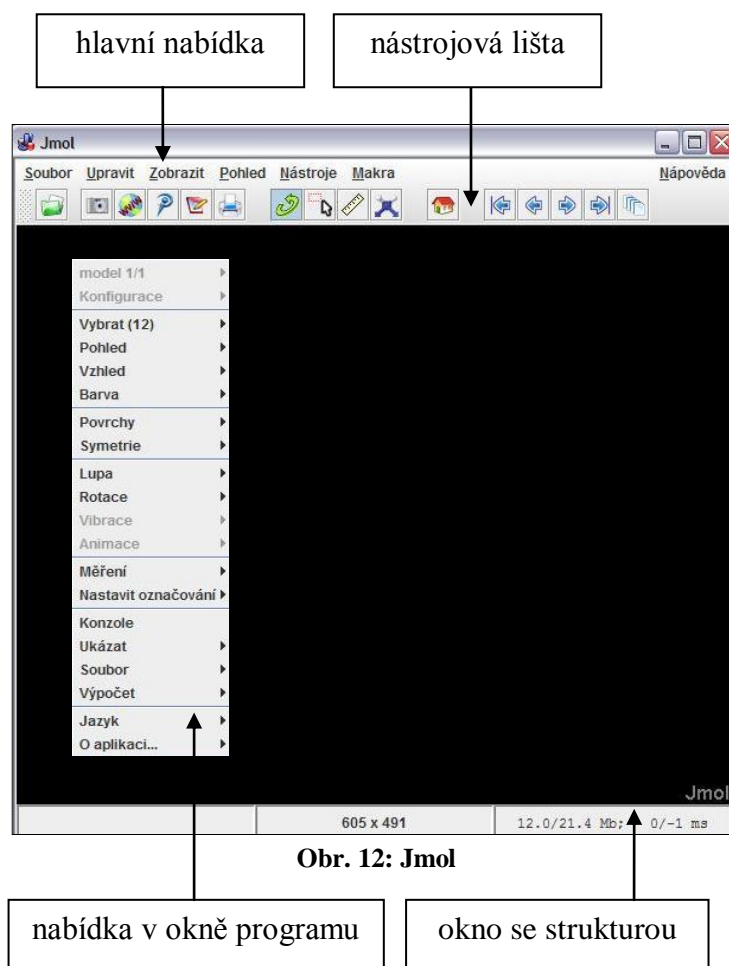 hlavní nabídka
nástrojová lišta
Jmol
Soubor Upravit Zobrazit Pohled Nástroje Makra Nápověda
model 1/1
Konfigurace
Vybrat (12)
Pohled
Vzhled
Barva
Povrchy
Symetrie
Lupa
Rotace
Vibrace
Animace
Měření
Nastavit označování
Konzole
Ukázat
Soubor
Výpočet
Jazyk
O aplikaci...
Jmol
605 x 491 12.0/21.4 Mb; 0/-1 ms
Obr. 12: Jmol
nabídka v okně programu
okno se strukturou